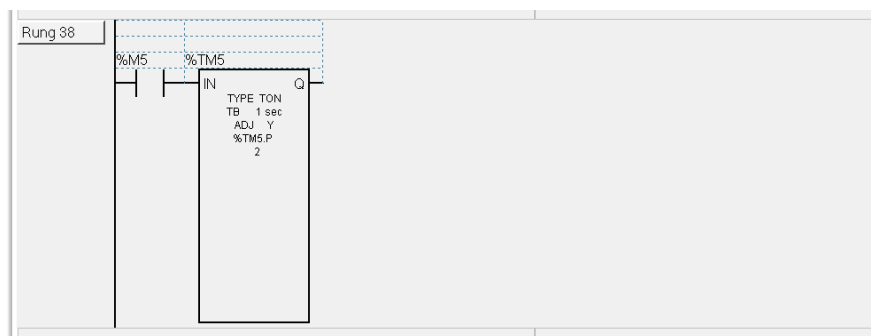 Rung 38
%M5 %TM5
IN Q
TYPE TON
TB 1 sec
ADJ Y
%TM5.P
2